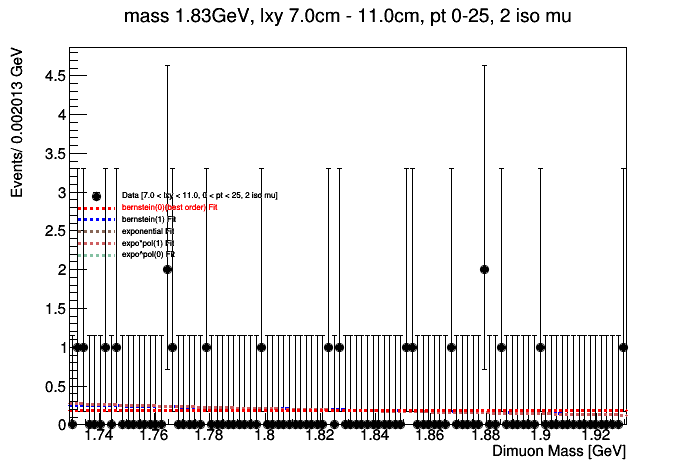 mass 1.83GeV, lxy 7.0cm - 11.0cm, pt 0-25, 2 iso mu
Events/ 0.002013 GeV
4.5
4
3.5
3
2.5
2
1.5
1
0.5
0
Data [7.0 < lxy < 11.0, 0 < pt < 25, 2 iso mu]
bernstein(0)(best order) Fit
bernstein(1) Fit
exponential Fit
expo*pol(1) Fit
expo^pol(0) Fit
1.74 1.76 1.78 1.8 1.82 1.84 1.86 1.88 1.9 1.92
Dimuon Mass [GeV]